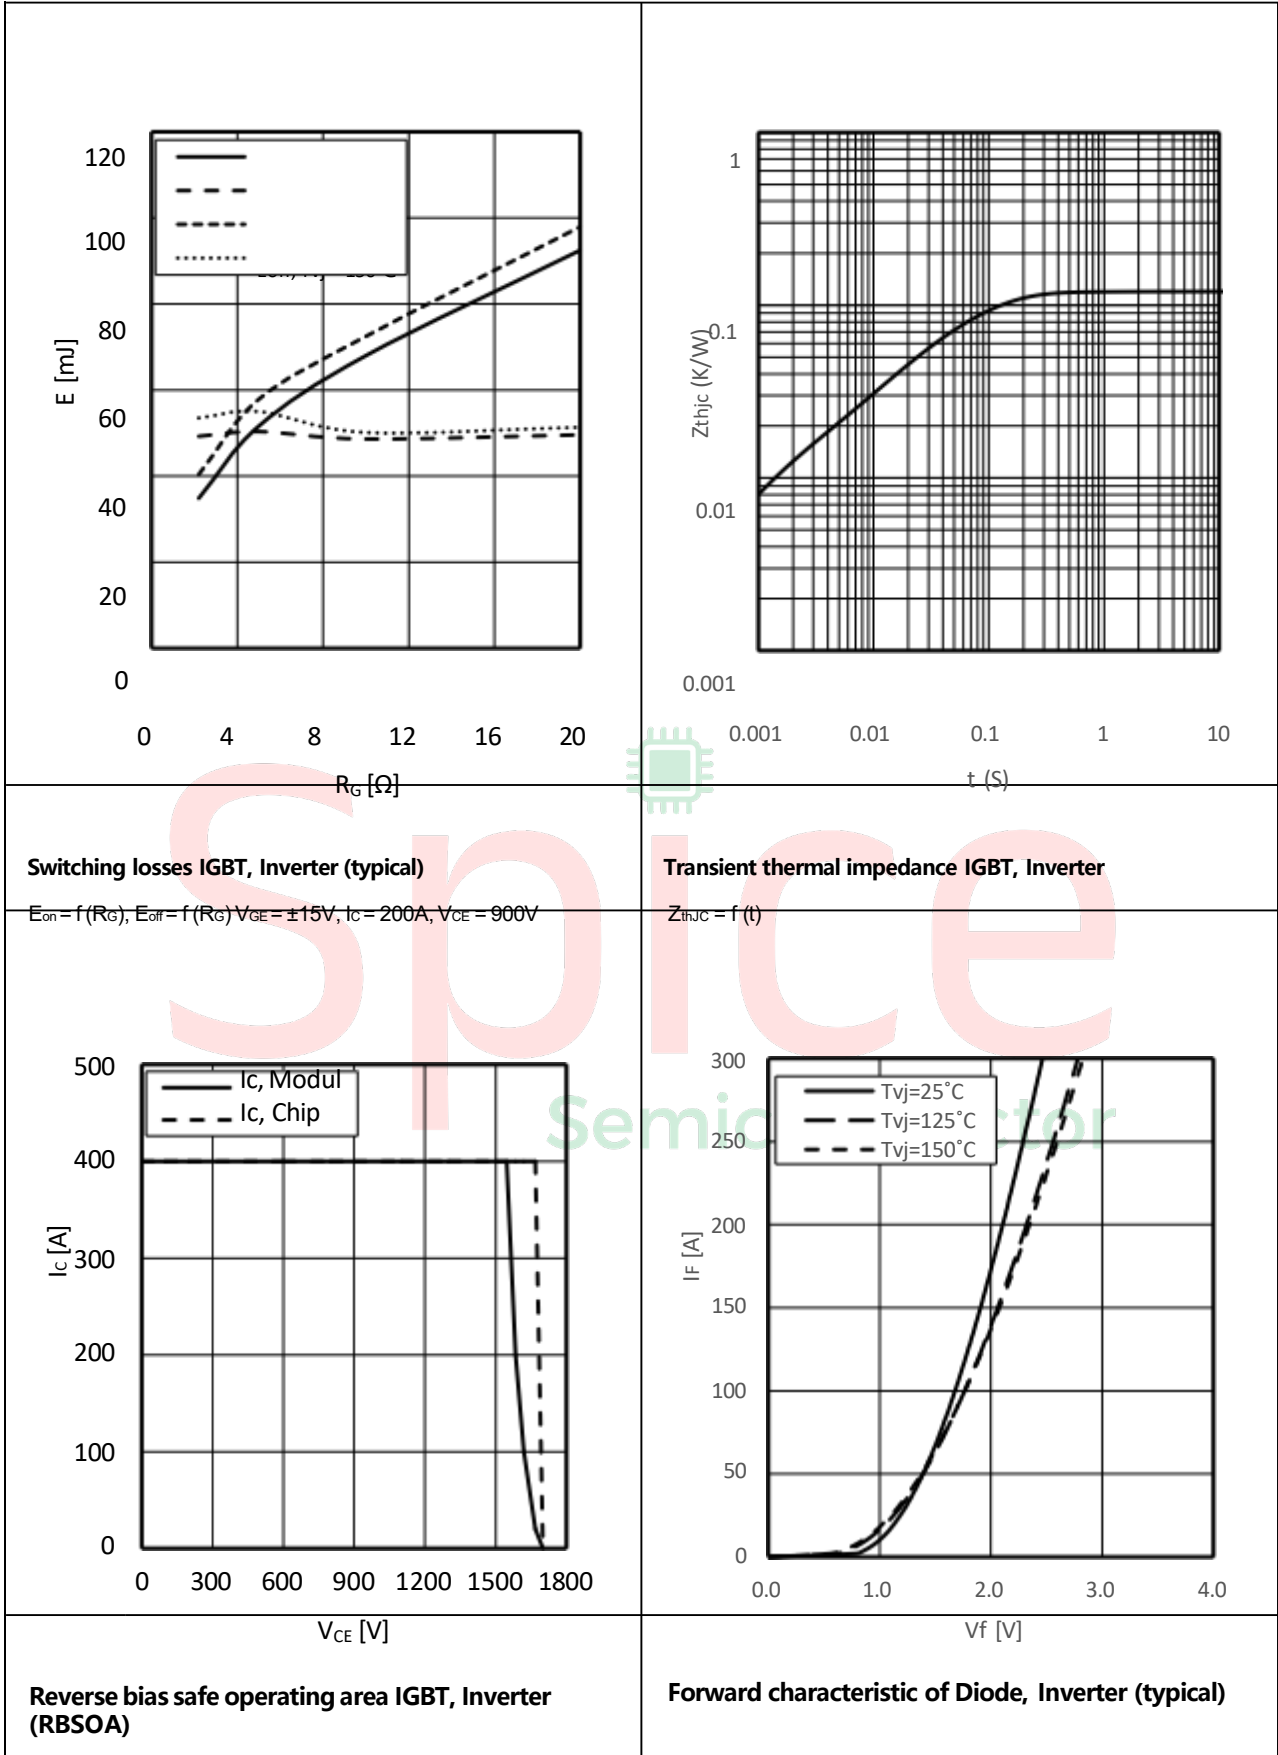 120
100
80
60
40
20
0
E [mJ]
0 4 8 12 16 20
RG [Ω]
1
0.1
0.01
0.001
Zthjc (K/W)
0.001 0.01 0.1 1 10
t (S)
Switching losses IGBT, Inverter (typical)
Eon = f (RG), Eoff = f (RG) VGE = ±15V, IC = 200A, VCE = 900V
Transient thermal impedance IGBT, Inverter
ZthJC = f (t)
Spice
500
400
300
200
100
0
Ic, Modul
Ic, Chip
IC [A]
0 300 600 900 1200 1500 1800
VCE [V]
300
250
200
150
100
50
0
Tvj=25˚C
Tvj=125˚C
Tvj=150˚C
IF [A]
0.0 1.0 2.0 3.0 4.0
Vf [V]
Reverse bias safe operating area IGBT, Inverter
(RBSOA)
Forward characteristic of Diode, Inverter (typical)